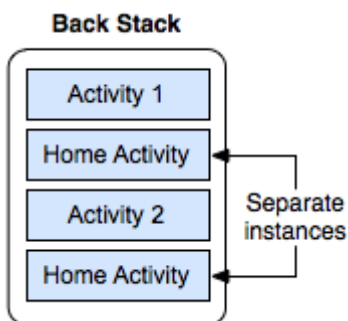 Back Stack
Activity 1
Home Activity
Activity 2
Home Activity
Separate
instances